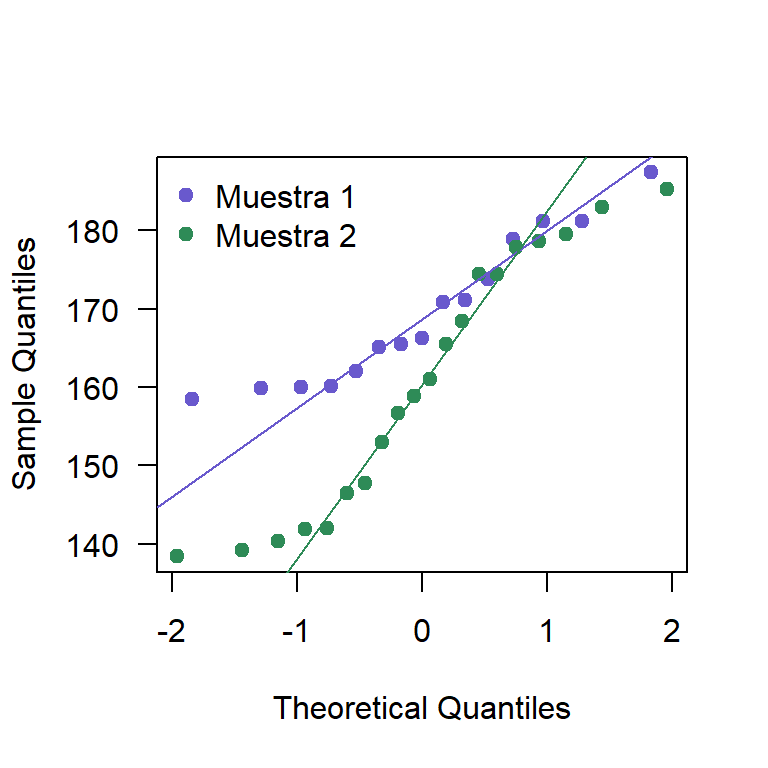 Muestra 1
Muestra 2
Sample Quantiles
180
170
160
150
140
-2 -1 0 1 2
Theoretical Quantiles